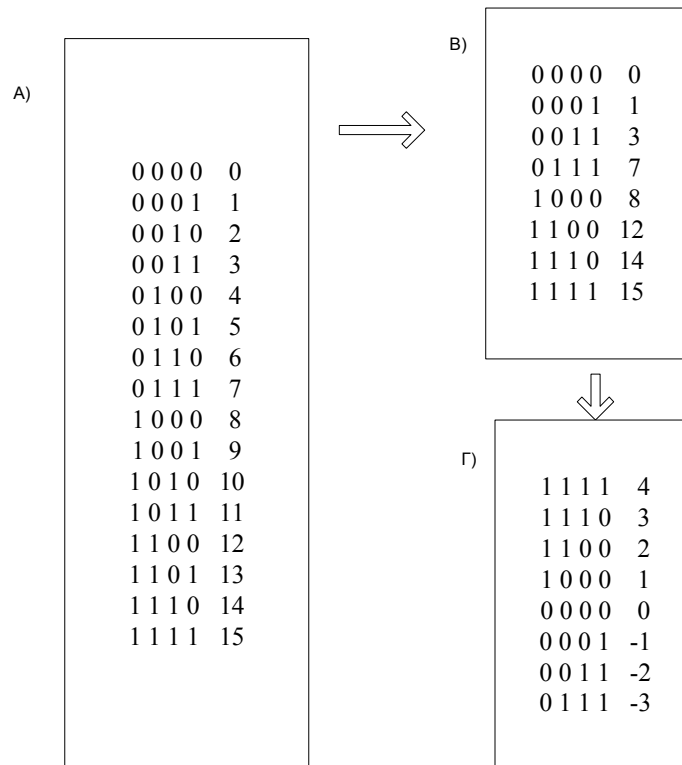 А)
0 0 0 0 0
0 0 0 1 1
0 0 1 0 2
0 0 1 1 3
0 1 0 0 4
0 1 0 1 5
0 1 1 0 6
0 1 1 1 7
1 0 0 0 8
1 0 0 1 9
1 0 1 0 10
1 0 1 1 11
1 1 0 0 12
1 1 0 1 13
1 1 1 0 14
1 1 1 1 15
В)
0 0 0 0 0
0 0 0 1 1
0 0 1 1 3
0 1 1 1 7
1 0 0 0 8
1 1 0 0 12
1 1 1 0 14
1 1 1 1 15
Г)
1 1 1 1 4
1 1 1 0 3
1 1 0 0 2
1 0 0 0 1
0 0 0 0 0
0 0 0 1 -1
0 0 1 1 -2
0 1 1 1 -3